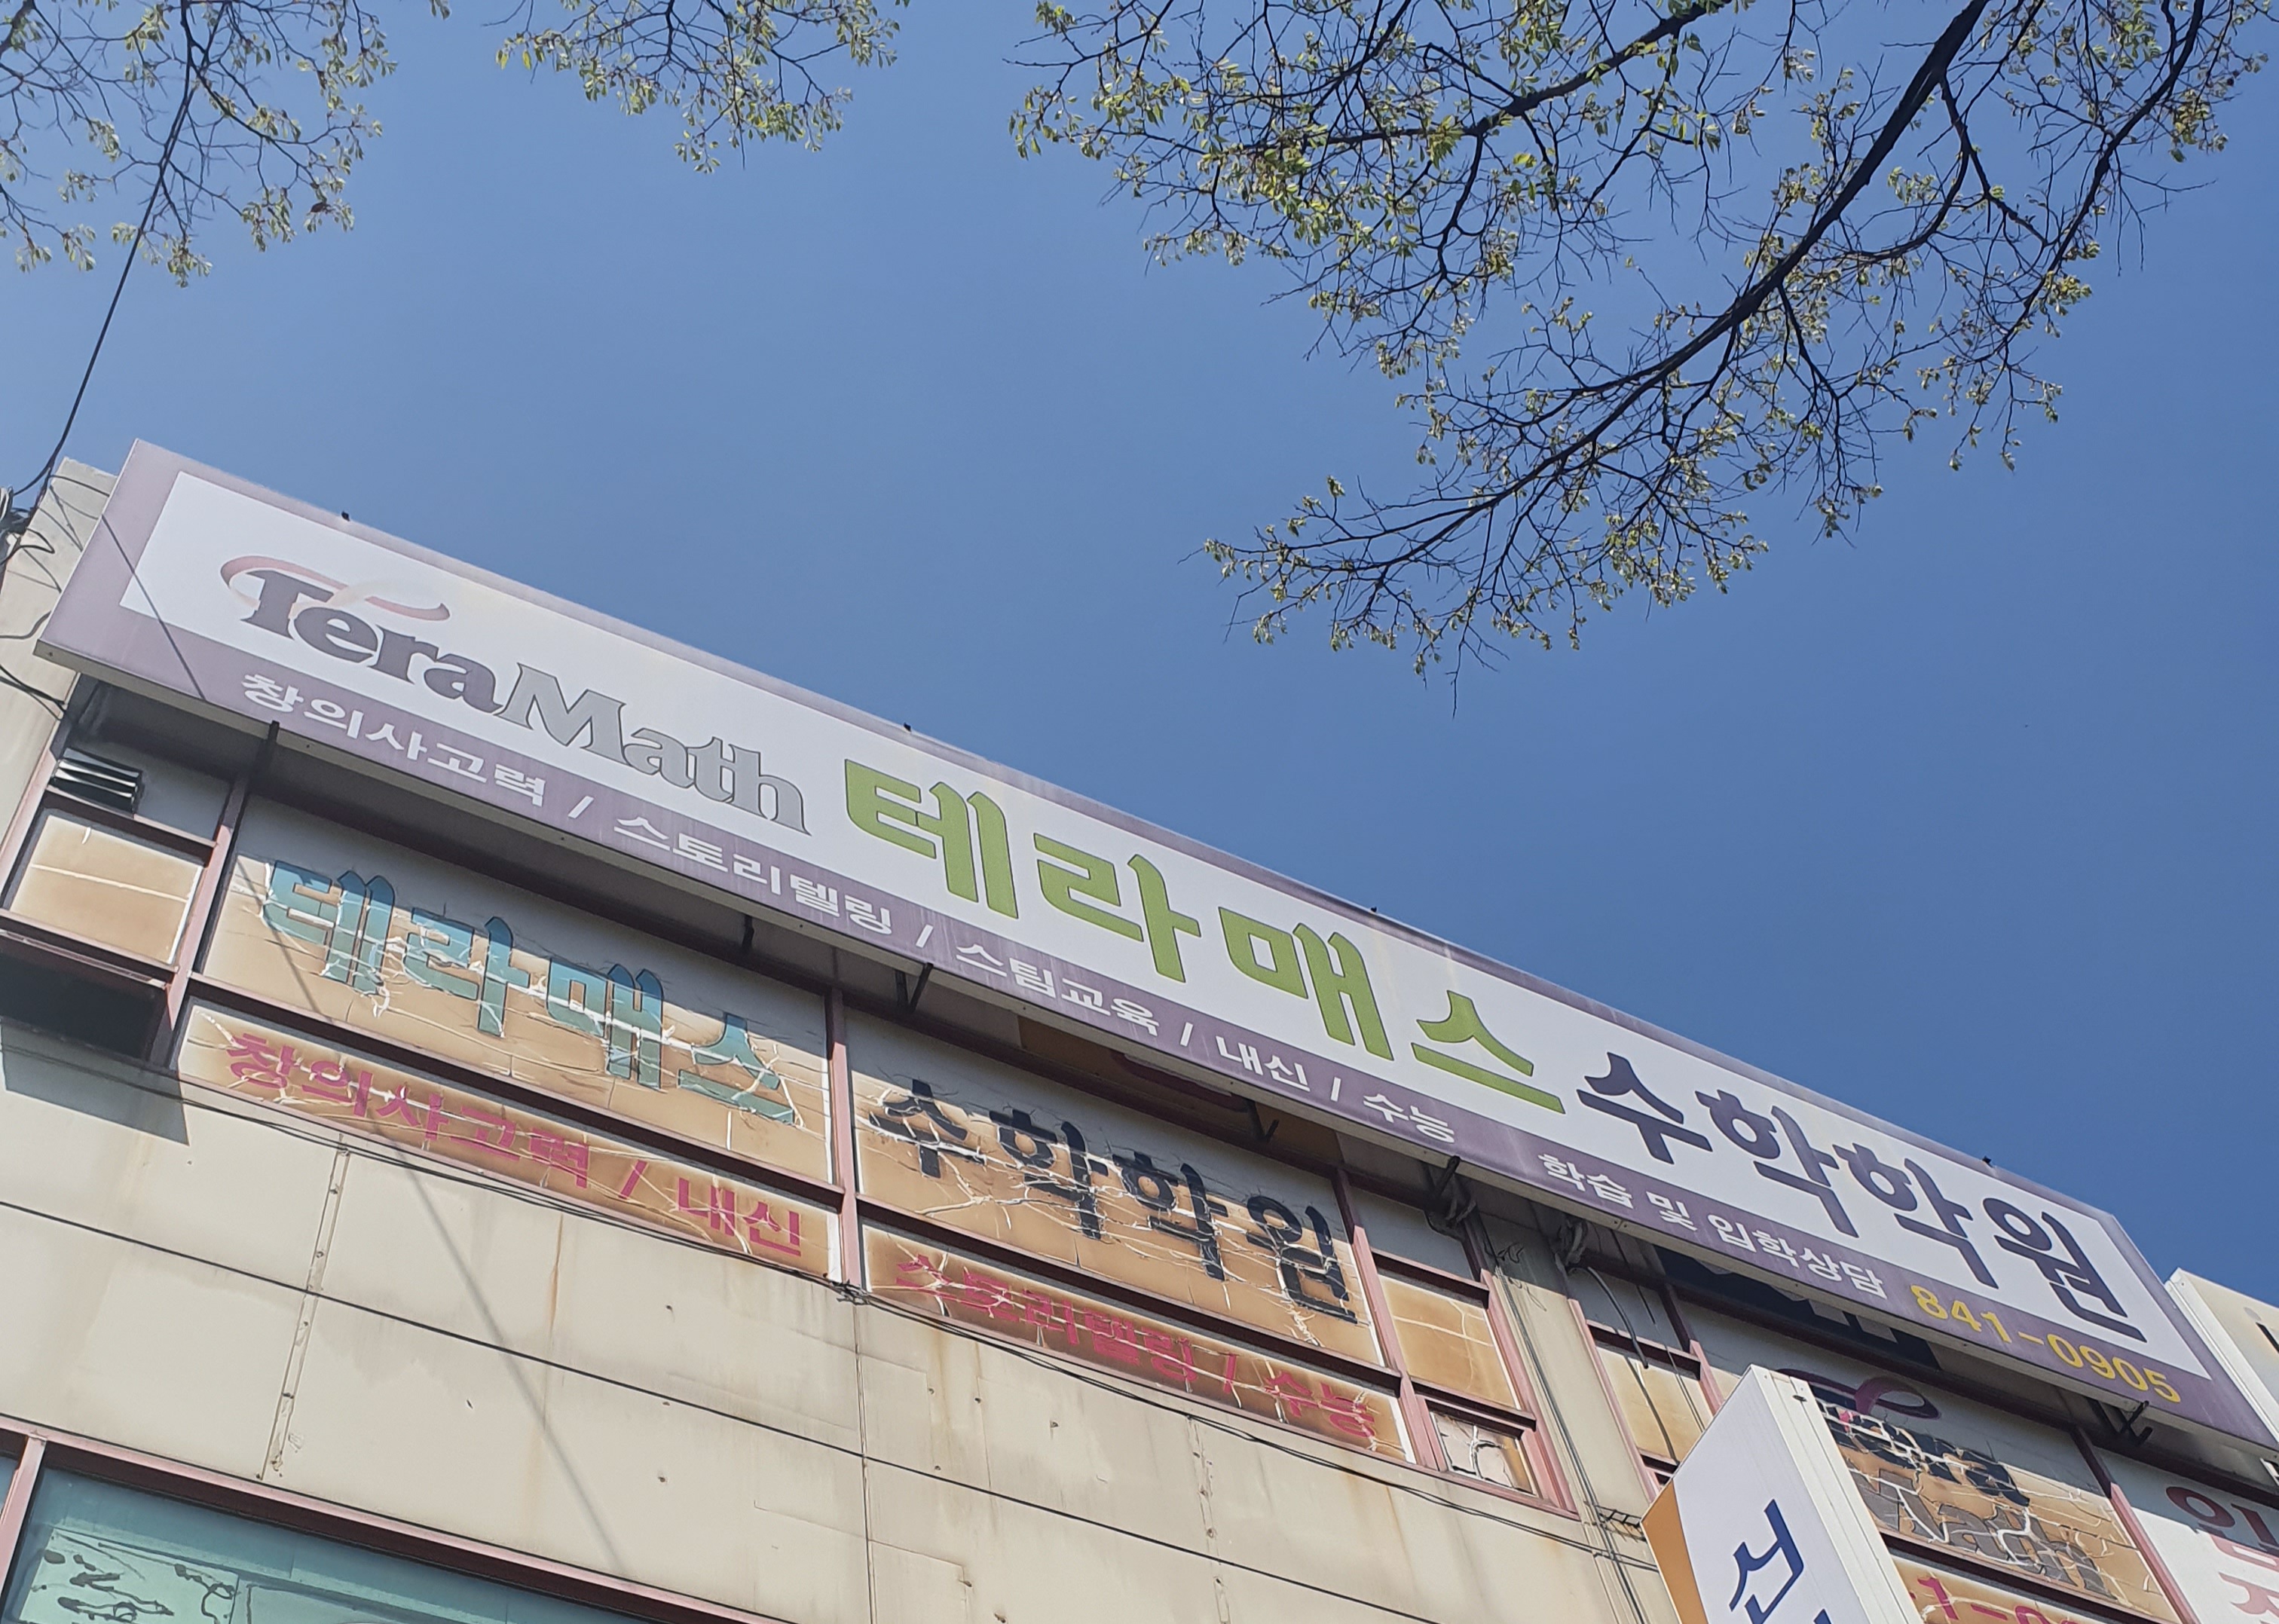 TeraMath 테라매스 수학학원
창의사고력 / 스토리텔링 / 스팀교육 / 내신 / 수능 학습 및 입학상담 841-0905
테라매스 수학학원
창의사고력 / 내신
스토리텔링 / 수능
Tera
Math